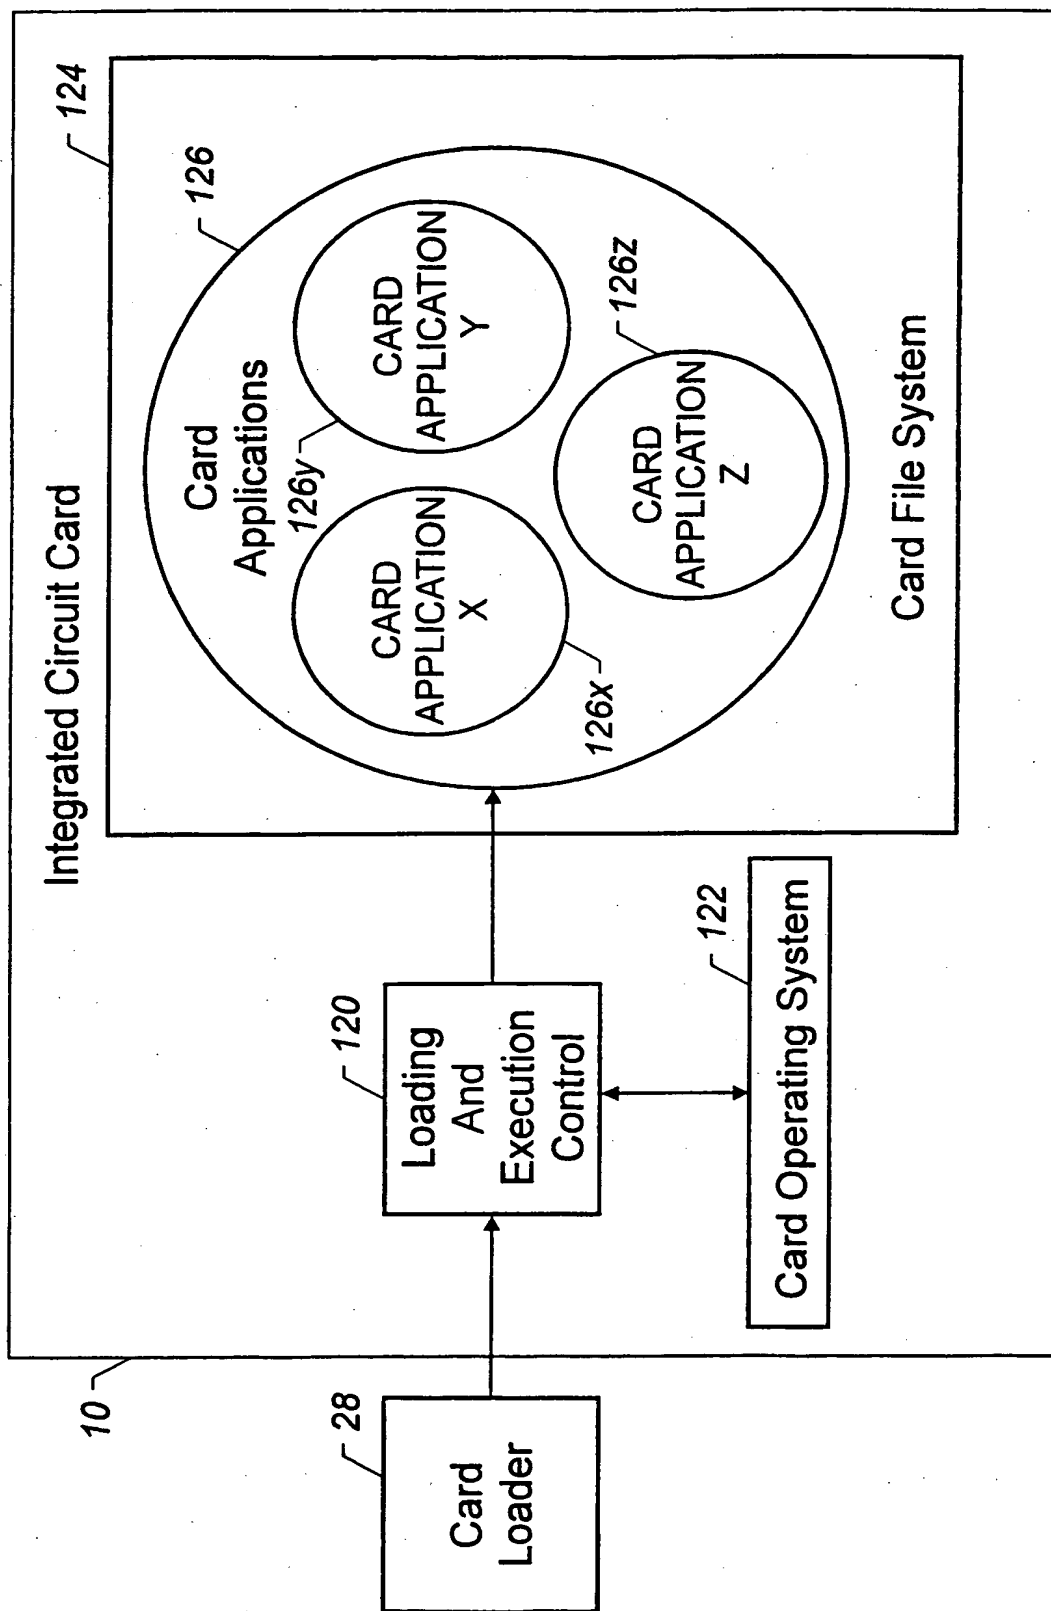 Integrated Circuit Card
10
124
Card
Loader
28
Loading
And
Execution
Control
120
Card Operating System
122
Card
Applications
126
CARD
APPLICATION
X
126x
CARD
APPLICATION
Y
126y
CARD
APPLICATION
Z
126z
Card File System